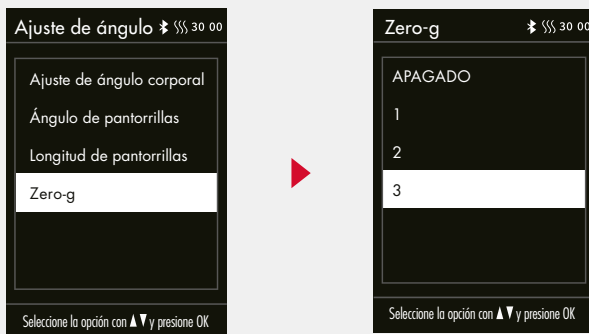 Ajuste de ángulo 30 00
Ajuste de ángulo corporal
Ángulo de pantorrillas
Longitud de pantorrillas
Zero-g
Seleccione la opción con ▲▼ y presione OK
Zero-g 30 00
APAGADO
1
2
3
Seleccione la opción con ▲▼ y presione OK